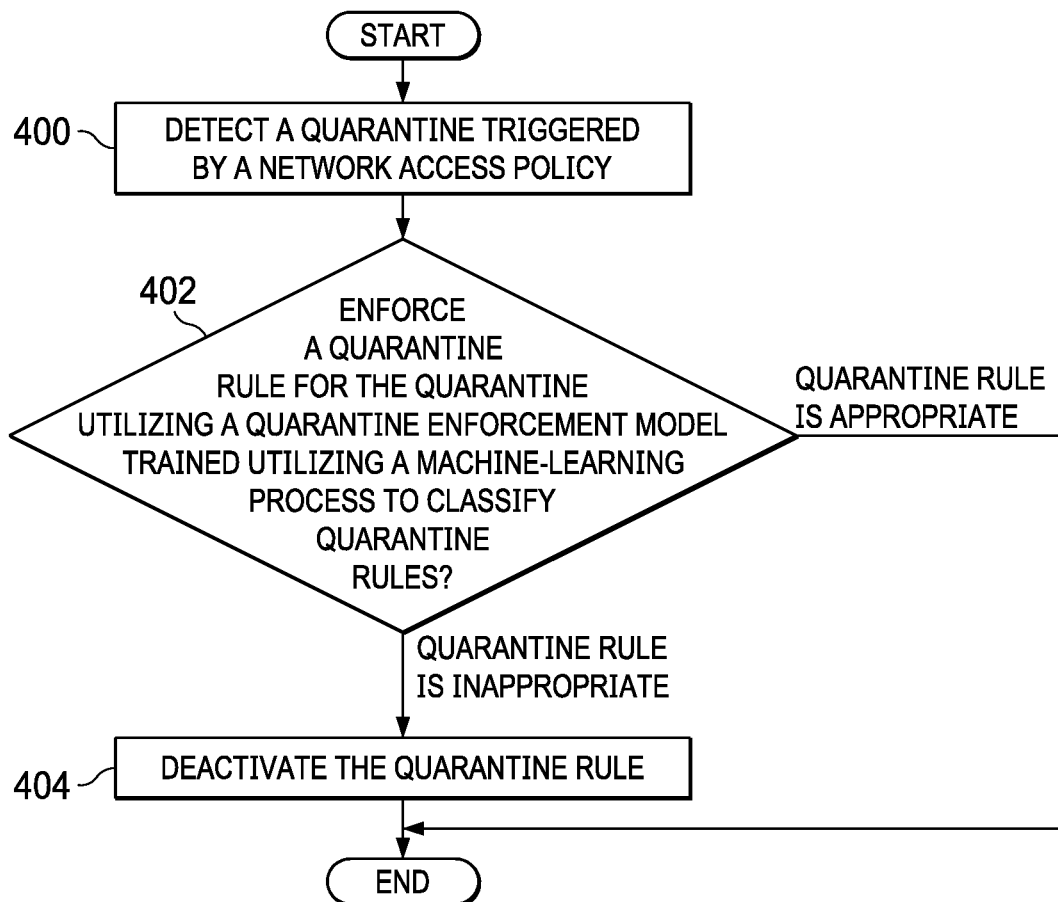 START
400
DETECT A QUARANTINE TRIGGERED
BY A NETWORK ACCESS POLICY
402
ENFORCE
A QUARANTINE
RULE FOR THE QUARANTINE
UTILIZING A QUARANTINE ENFORCEMENT MODEL
TRAINED UTILIZING A MACHINE-LEARNING
PROCESS TO CLASSIFY
QUARANTINE
RULES?
QUARANTINE RULE
IS APPROPRIATE
QUARANTINE RULE
IS INAPPROPRIATE
404
DEACTIVATE THE QUARANTINE RULE
END